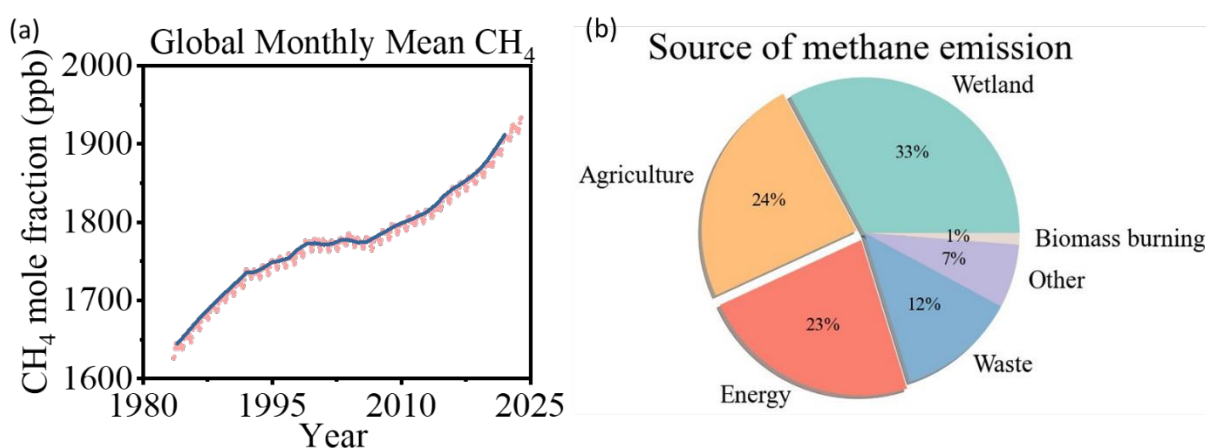 (a)
Global Monthly Mean CH₄
CH₄ mole fraction (ppb)
2000
1900
1800
1700
1600
1980
1995
2010
2025
Year
(b)
Source of methane emission
Wetland
33%
Agriculture
24%
1%
Biomass burning
7%
Other
12%
Waste
23%
Energy